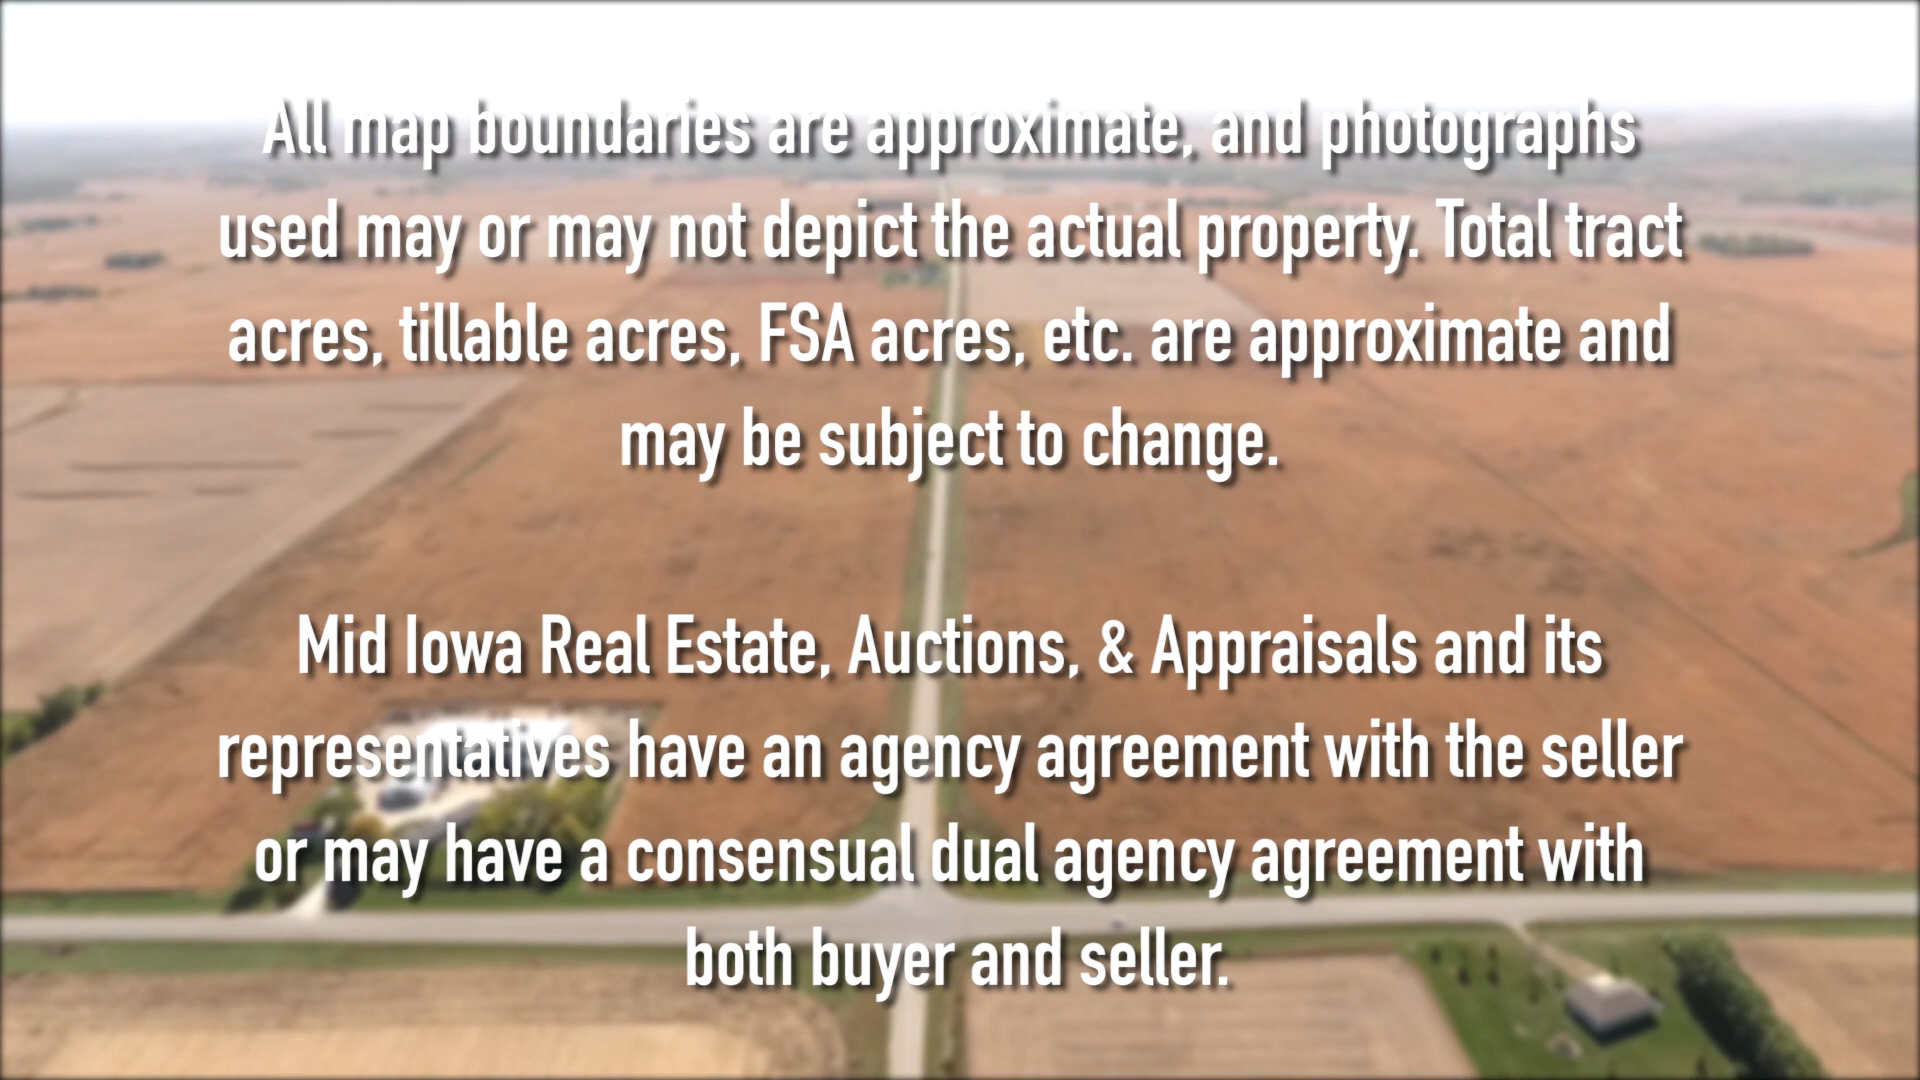 All map boundaries are approximate, and photographs
used may or may not depict the actual property. Total tract
acres, tillable acres, FSA acres, etc. are approximate and
may be subject to change.
Mid Iowa Real Estate, Auctions, & Appraisals and its
representatives have an agency agreement with the seller
or may have a consensual dual agency agreement with
both buyer and seller.